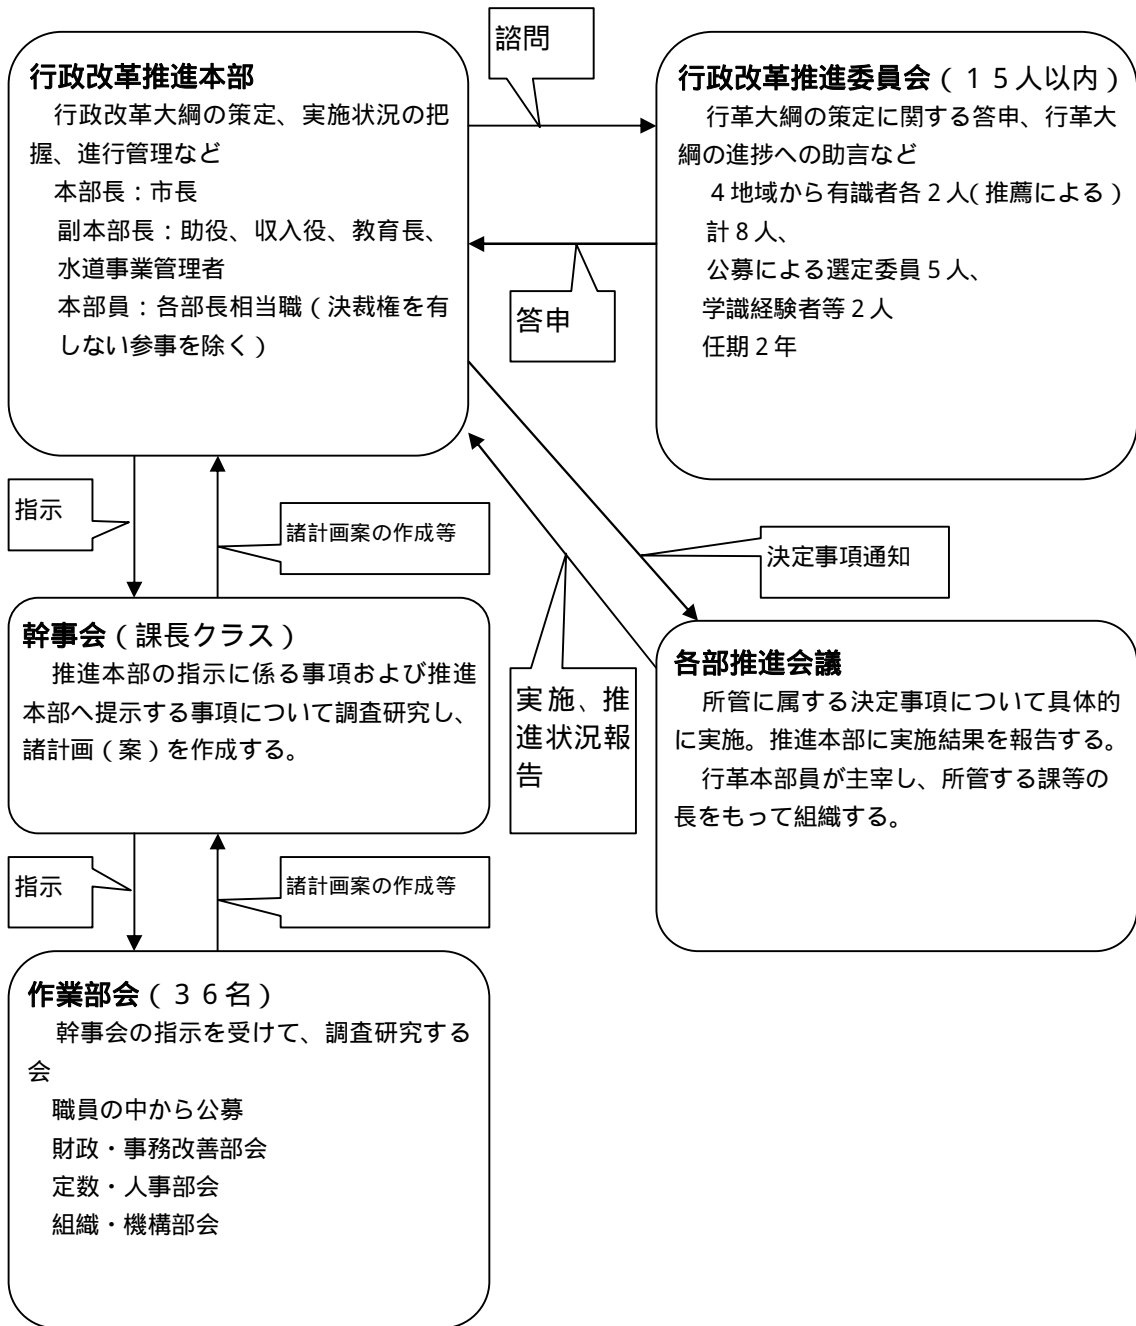 諮問
行政改革推進本部
行政改革大綱の策定、実施状況の把
握、進行管理など
本部長：市長
副本部長：助役、収入役、教育長、
水道事業管理者
本部員：各部長相当職（決裁権を有
しない参事を除く）
行政改革推進委員会（１５人以内）
行革大綱の策定に関する答申、行革大
綱の進捗への助言など
４地域から有識者各２人（推薦による）
計８人、
公募による選定委員５人、
学識経験者等２人
任期２年
答申
指示
諸計画案の作成等
決定事項通知
幹事会（課長クラス）
推進本部の指示に係る事項および推進
本部へ提示する事項について調査研究し、
諸計画（案）を作成する。
実施、推
進状況報
告
各部推進会議
所管に属する決定事項について具体的
に実施。推進本部に実施結果を報告する。
行革本部員が主宰し、所管する課等の
長をもって組織する。
指示
諸計画案の作成等
作業部会（３６名）
幹事会の指示を受けて、調査研究する
会
職員の中から公募
財政・事務改善部会
定数・人事部会
組織・機構部会